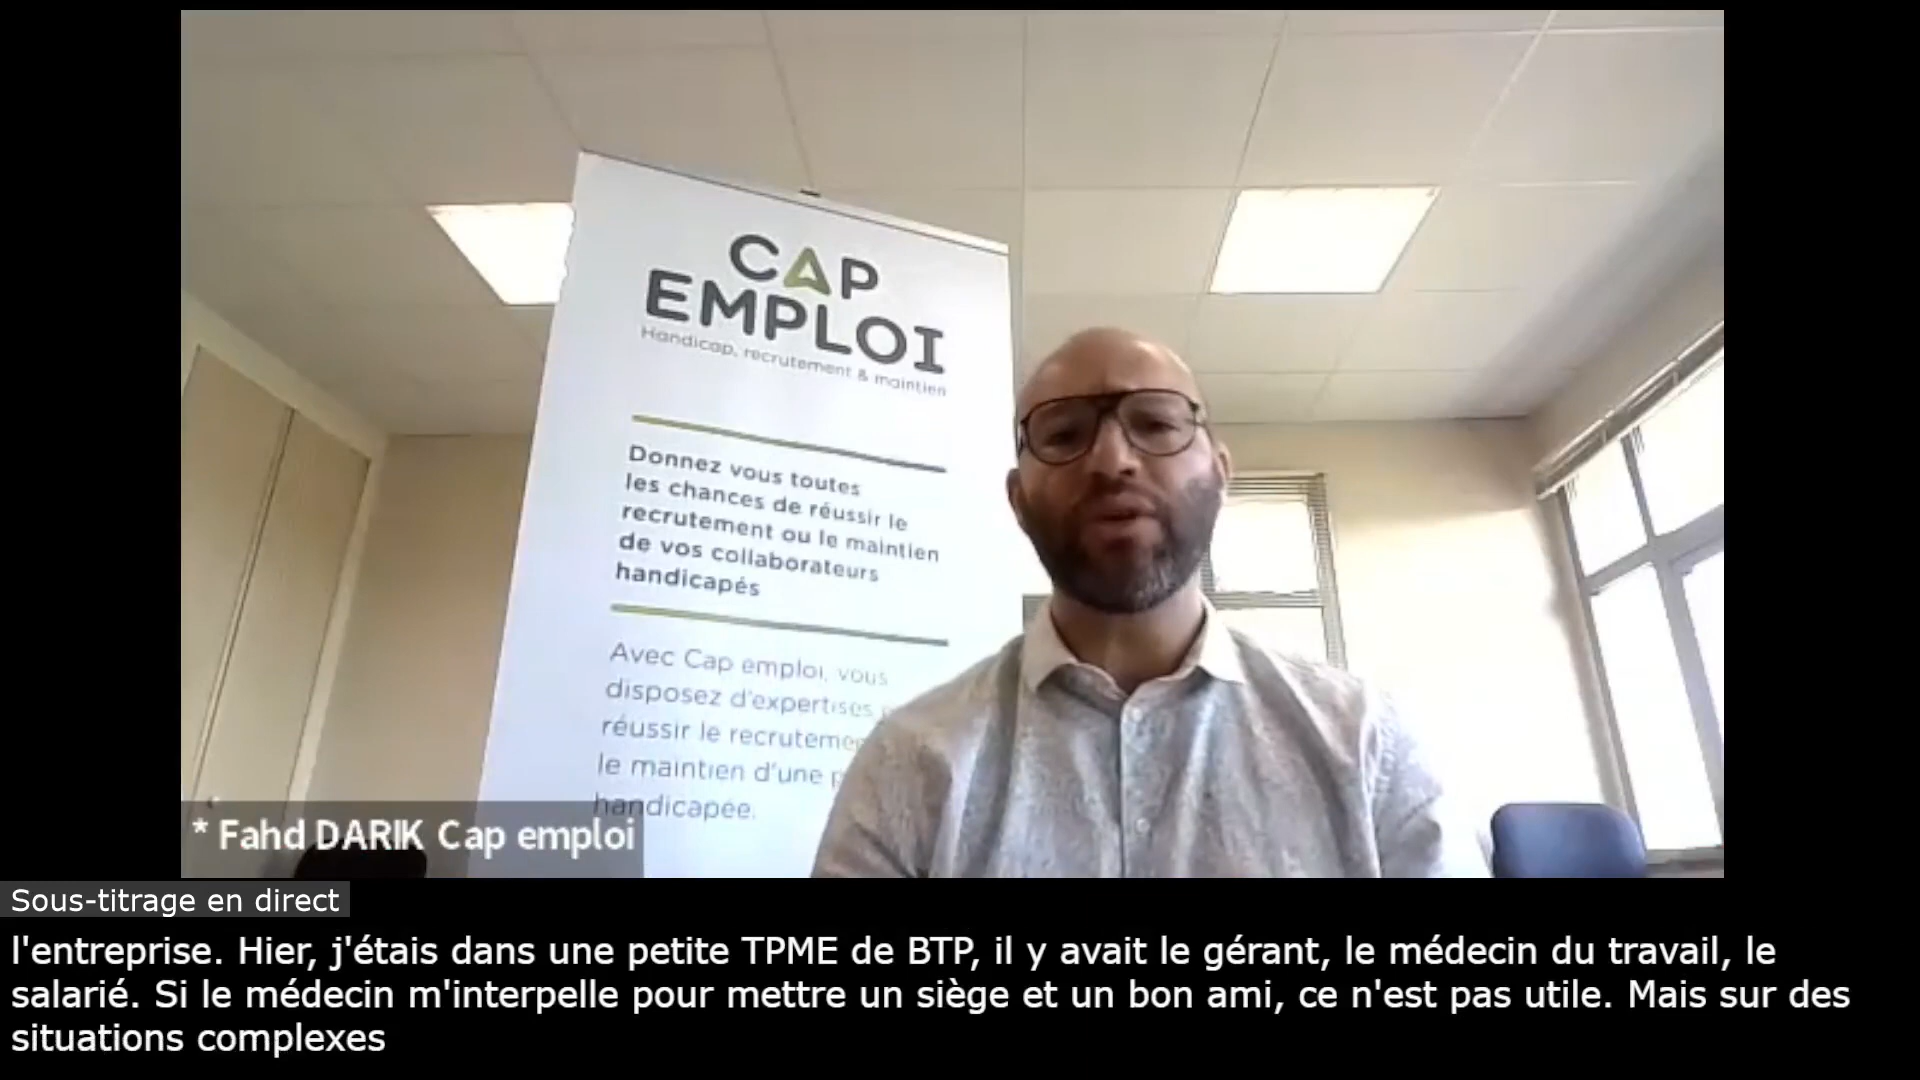 CAP
EMPLOI
Handicap, recrutement & maintien
Donnez vous toutes
les chances de réussir le
recrutement ou le maintien
de vos collaborateurs
handicapés
Avec Cap emploi, vous
disposez d'expertises
réussir le
le maintien d'une
handicapée.
* Fahd DARIK Cap emploi
Sous-titrage en direct
l'entreprise. Hier, j'étais dans une petite TPME de BTP, il y avait le gérant, le médecin du travail, le
salarié. Si le médecin m'interpelle pour mettre un siège et un bon ami, ce n'est pas utile. Mais sur des
situations complexes